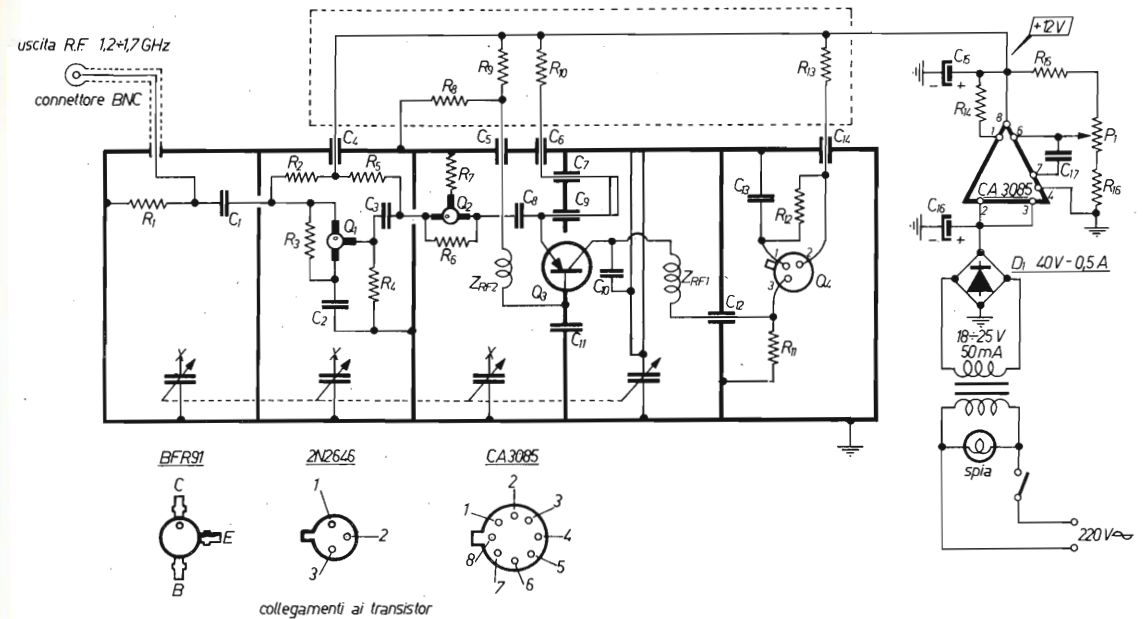 uscita R.F. 1,2÷1,7 GHz
connettore BNC
+12V
R9
R10
R13
R8
C15
R15
R14
1
8
6
P1
C4
C5
C6
C14
R2
R5
R7
C7
C13
7
C17
R16
4
CA 3085
2
3
C16
R1
C1
Q1
C3
Q2
C8
C9
R12
R3
R6
R4
ZRF2
Q3
C10
ZRF1
1
2
3
Q4
C2
C11
C12
R11
D1 40V-0,5A
18÷25V
50mA
X
X
X
spia
220V
BFR91
2N2646
CA3085
C
E
B
1
2
3
1
2
3
4
5
6
7
8
collegamenti ai transistor